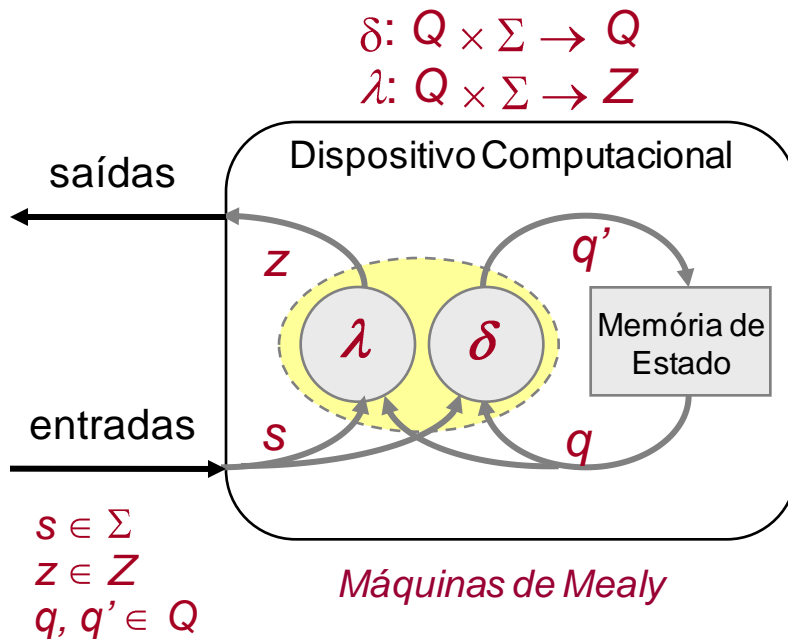 δ: Q × Σ → Q
λ: Q × Σ → Z
Dispositivo Computacional
saídas
z
q’
λ
δ
Memória de
Estado
entradas
s
q
s ∈ Σ
z ∈ Z
q, q’ ∈ Q
Máquinas de Mealy